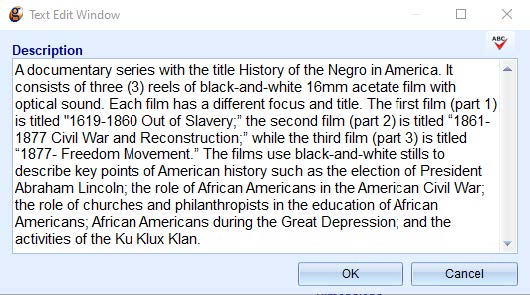 Text Edit Window
ABC
Description
A documentary series with the title History of the Negro in America. It
consists of three (3) reels of black-and-white 16mm acetate film with
optical sound. Each film has a different focus and title. The first film (part 1)
is titled "1619-1860 Out of Slavery;” the second film (part 2) is titled “1861-
1877 Civil War and Reconstruction;” while the third film (part 3) is titled
“1877- Freedom Movement.” The films use black-and-white stills to
describe key points of American history such as the election of President
Abraham Lincoln; the role of African Americans in the American Civil War;
the role of churches and philanthropists in the education of African
Americans; African Americans during the Great Depression; and the
activities of the Ku Klux Klan.
OK Cancel